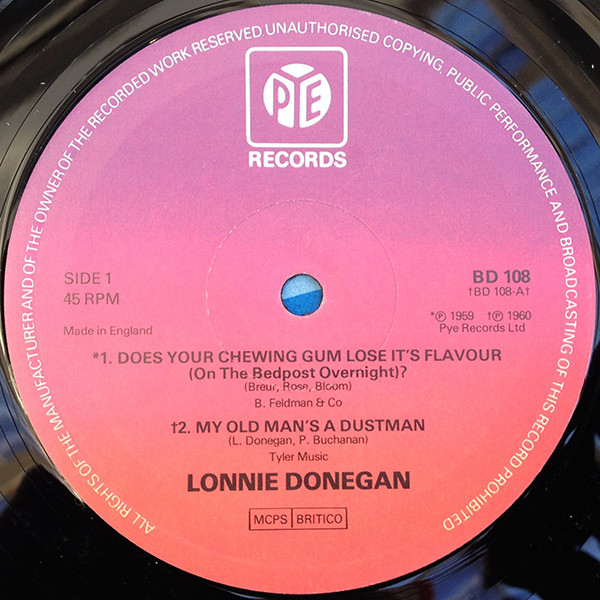 ALL RIGHTS OF THE MANUFACTURER AND OF THE OWNER OF THE RECORDED WORK RESERVED UNAUTHORISED COPYING, PUBLIC PERFORMANCE AND BROADCASTING OF THIS RECORD PROHIBITED
PYE
RECORDS
SIDE 1
45 RPM
Made in England
BD 108
†BD 108-A†
*℗ 1959 †℗ 1960
Pye Records Ltd
*1. DOES YOUR CHEWING GUM LOSE IT'S FLAVOUR
(On The Bedpost Overnight)?
(Breur, Rose, Bloom)
B. Feldman & Co
†2. MY OLD MAN'S A DUSTMAN
(L. Donegan, P. Buchanan)
Tyler Music
LONNIE DONEGAN
MCPS BRITICO